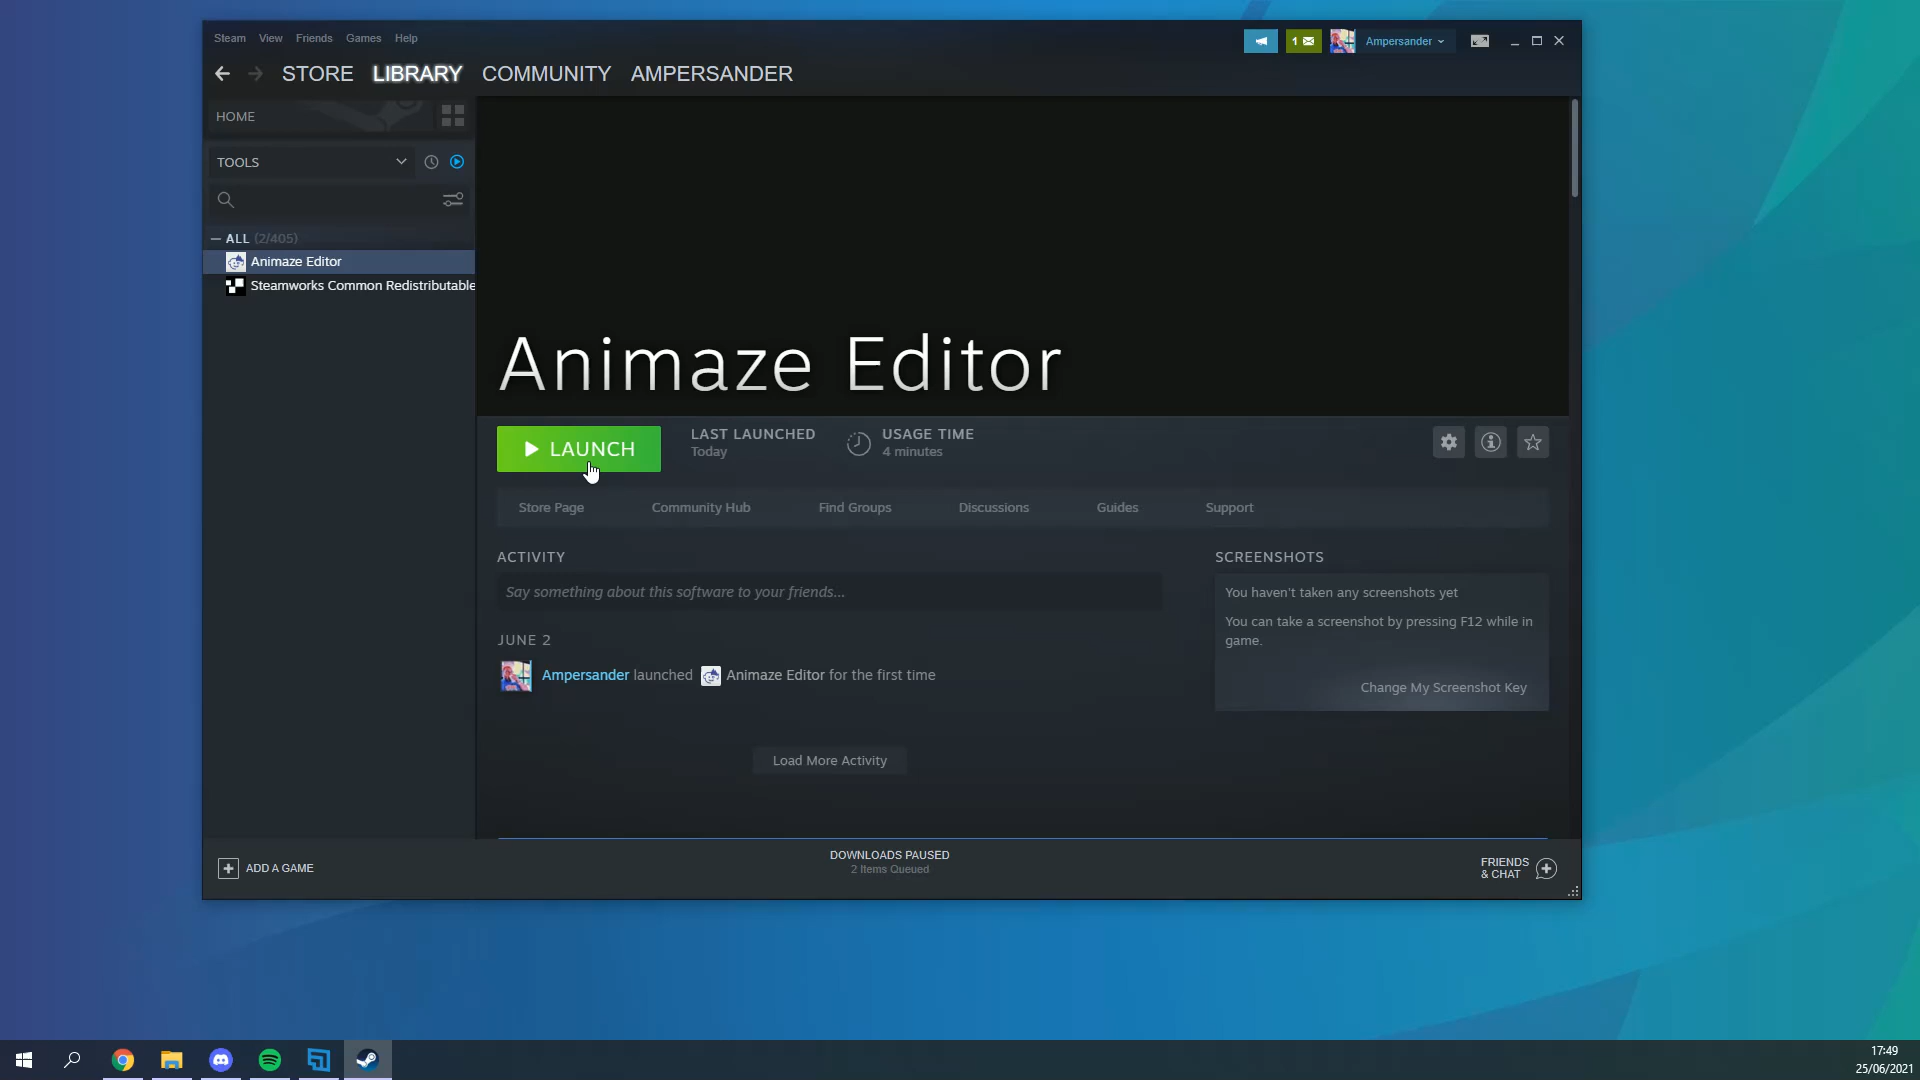 Steam View Friends Games Help
1
Ampersander
STORE LIBRARY COMMUNITY AMPERSANDER
HOME
TOOLS
ALL (2/405)
Animaze Editor
Steamworks Common Redistributable
Animaze Editor
LAUNCH
LAST LAUNCHED
Today
USAGE TIME
4 minutes
Store Page Community Hub Find Groups Discussions Guides Support
ACTIVITY
Say something about this software to your friends...
JUNE 2
Ampersander launched Animaze Editor for the first time
Load More Activity
SCREENSHOTS
You haven't taken any screenshots yet
You can take a screenshot by pressing F12 while in
game.
Change My Screenshot Key
ADD A GAME
DOWNLOADS PAUSED
2 Items Queued
FRIENDS
& CHAT
17:49
25/06/2021